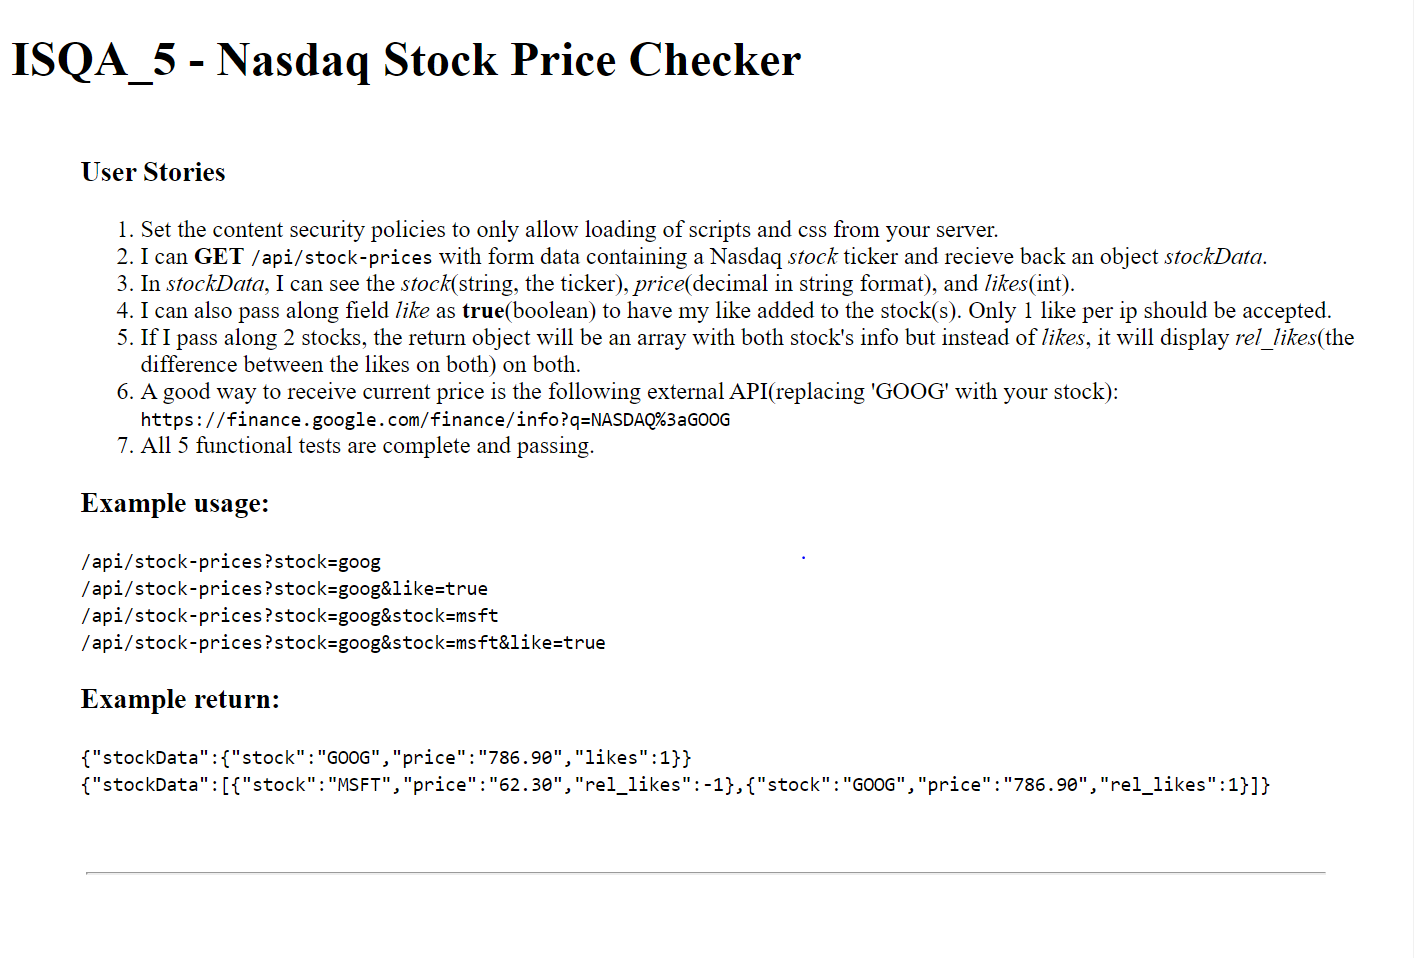 ISQA_5 - Nasdaq Stock Price Checker
User Stories
1. Set the content security policies to only allow loading of scripts and css from your server.
2. I can GET /api/stock-prices with form data containing a Nasdaq stock ticker and recieve back an object stockData.
3. In stockData, I can see the stock(string, the ticker), price(decimal in string format), and likes(int).
4. I can also pass along field like as true(boolean) to have my like added to the stock(s). Only 1 like per ip should be accepted.
5. If I pass along 2 stocks, the return object will be an array with both stock's info but instead of likes, it will display rel_likes(the
difference between the likes on both) on both.
6. A good way to receive current price is the following external API(replacing 'GOOG' with your stock):
https://finance.google.com/finance/info?q=NASDAQ%3aGOOG
7. All 5 functional tests are complete and passing.
Example usage:
/api/stock-prices?stock=goog
/api/stock-prices?stock=goog&like=true
/api/stock-prices?stock=goog&stock=msft
/api/stock-prices?stock=goog&stock=msft&like=true
Example return:
{"stockData":{"stock":"GOOG","price":"786.90","likes":1}}
{"stockData":[{"stock":"MSFT","price":"62.30","rel_likes":-1},{"stock":"GOOG","price":"786.90","rel_likes":1}]}